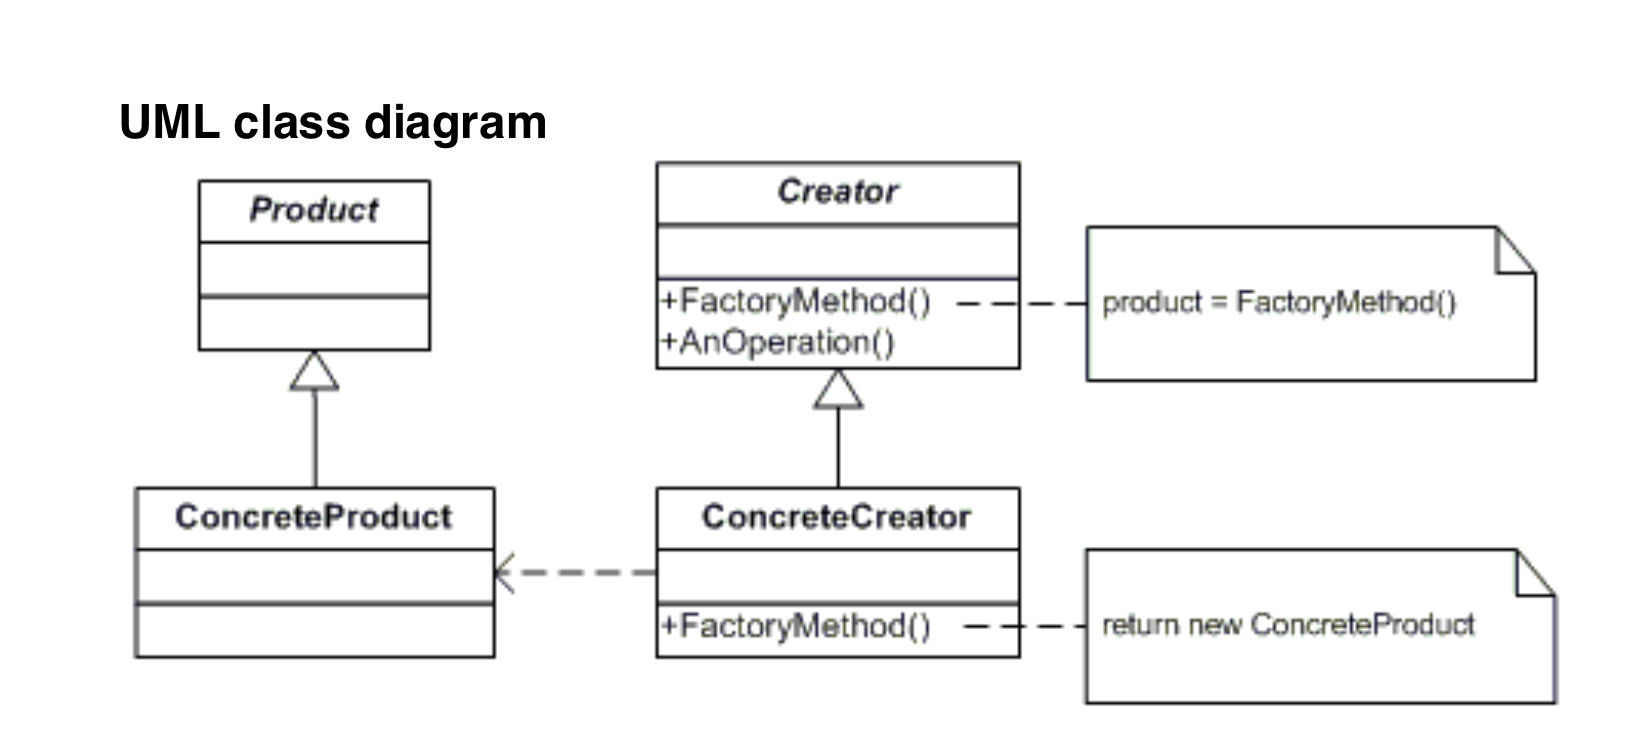 UML class diagram
Product
Creator
+FactoryMethod()
+AnOperation()
product = FactoryMethod()
ConcreteProduct
ConcreteCreator
+FactoryMethod()
return new ConcreteProduct